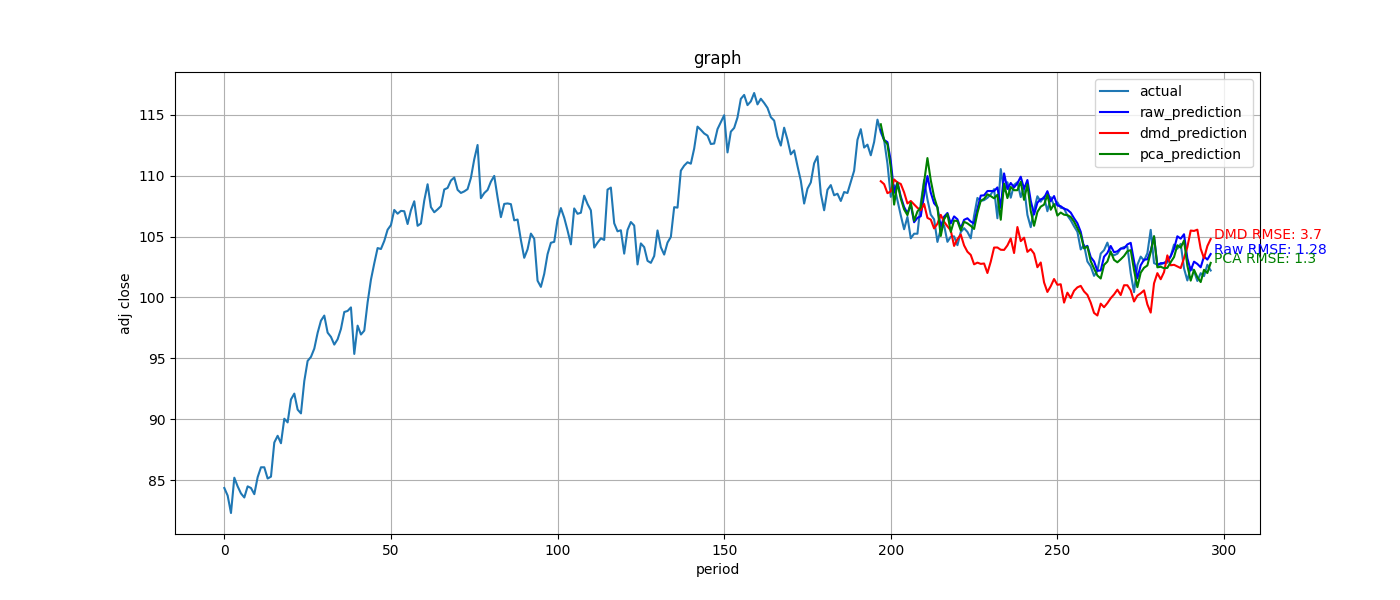 graph
actual
raw_prediction
dmd_prediction
pca_prediction
115
110
105
100
95
90
85
adj close
DMD RMSE: 3.7
Raw RMSE: 1.28
PCA RMSE: 1.3
0 50 100 150 200 250 300
period